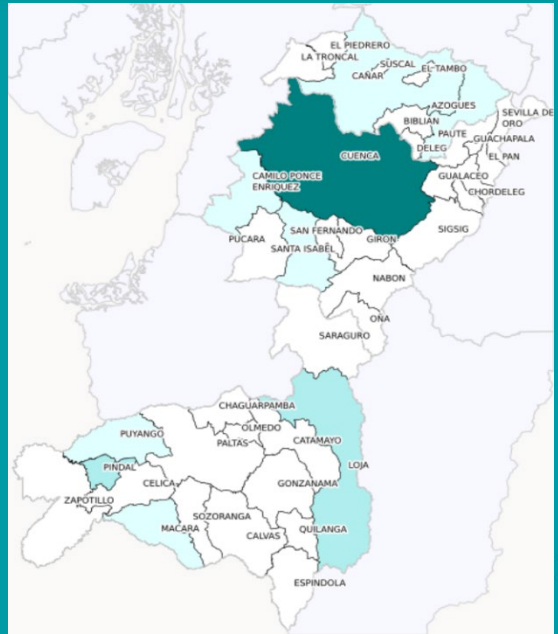 EL PIEDRERO
LA TRONCAL
SUSCAL
EL TAMBO
CAÑAR
AZOGUES
SEVILLA DE
ORO
BIBLIAN
PAUTE
GUACHAPALA
DELEG
EL PAN
CUENCA
GUALACEO
CAMILO PONCE
ENRIQUEZ
CHORDELEG
SAN FERNANDO
SIGSIG
PUCARA
GIRON
SANTA ISABÊL
NABON
OÑA
SARAGURO
CHAGUARPAMBA
OLMEDO
PUYANGO
PALTAS
CATAMAYO
PINDAL
LOJA
CELICA
GONZANAMA
ZAPOTILLO
SOZORANGA
MACARA
QUILANGA
CALVAS
ESPINDOLA